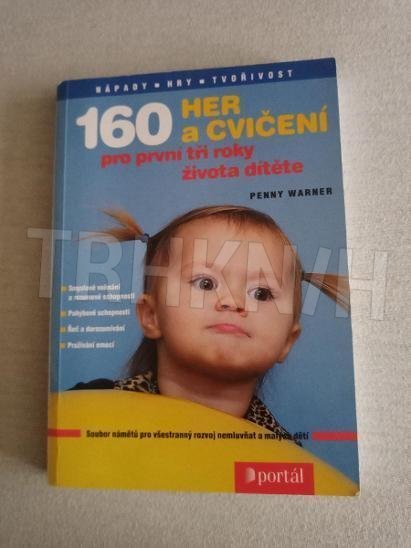 NÁPADY ▪ HRY ▪ TVOŘIVOST
160 HER
a CVIČENÍ
pro první tři roky
života dítěte
PENNY WARNER
TRHKNIH
Smyslové vnímání
a rozumové schopnosti
Pohybové schopnosti
Řeč a dorozumívání
Prožívání emocí
Soubor námětů pro všestranný rozvoj nemluvňat a malých dětí
portál